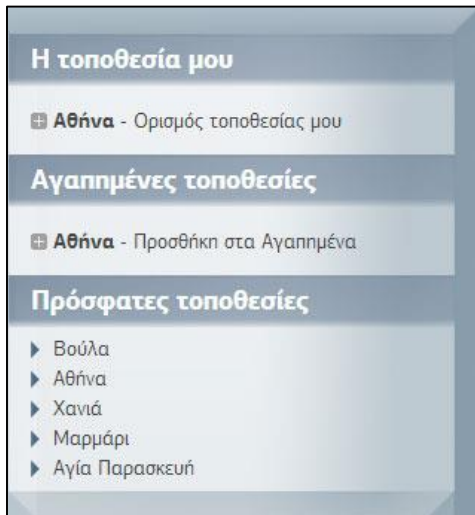 Η τοποθεσία μου
Αθήνα - Ορισμός τοποθεσίας μου
Αγαπημένες τοποθεσίες
Αθήνα - Προσθήκη στα Αγαπημένα
Πρόσφατες τοποθεσίες
Βούλα
Αθήνα
Χανιά
Μαρμάρι
Αγία Παρασκευή